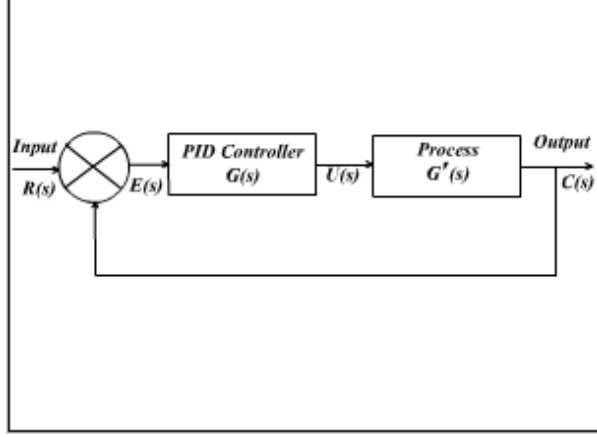 Input
R(s)
E(s)
PID Controller
G(s)
U(s)
Process
G'(s)
Output
C(s)